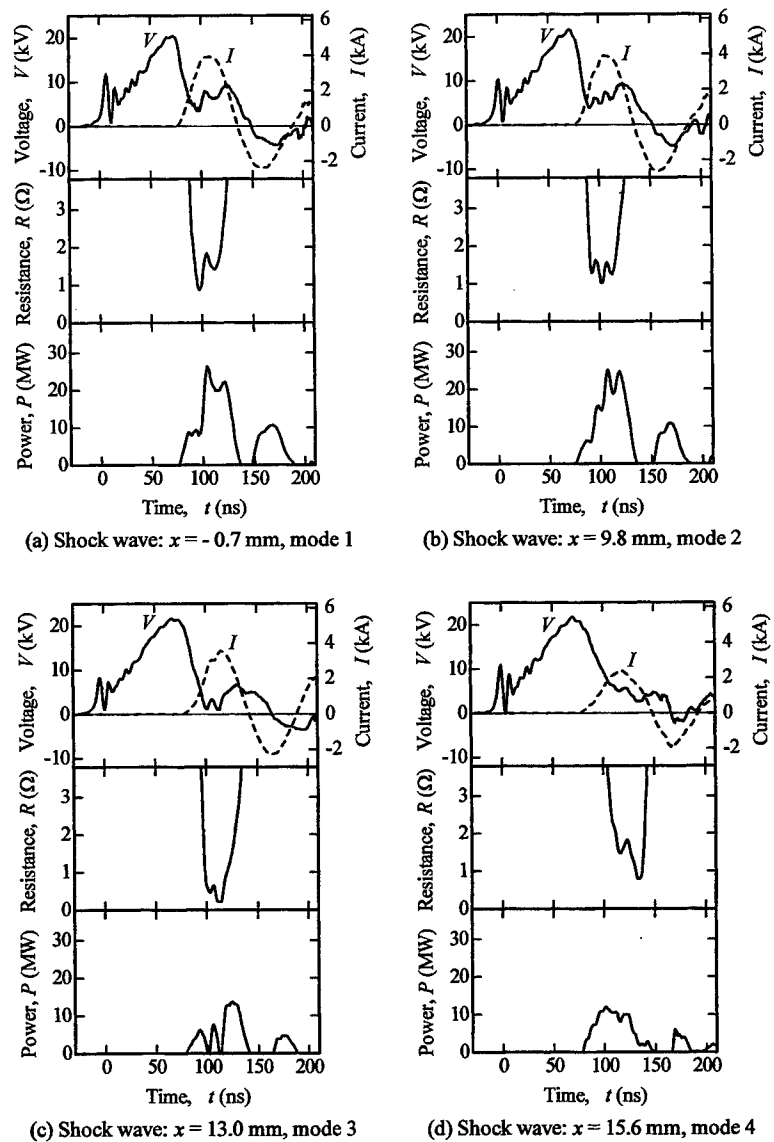 Voltage, V (kV)
20
10
0
-10
V
I
6
4
2
0
-2
Current, I (kA)
Resistance, R (Ω)
3
2
1
0
Power, P (MW)
30
20
10
0
0 50 100 150 200
Time, t (ns)
(a) Shock wave: x = - 0.7 mm, mode 1
Voltage, V (kV)
20
10
0
-10
V
I
6
4
2
0
-2
Current, I (kA)
Resistance, R (Ω)
3
2
1
0
Power, P (MW)
30
20
10
0
0 50 100 150 200
Time, t (ns)
(b) Shock wave: x = 9.8 mm, mode 2
Voltage, V (kV)
20
10
0
-10
V
I
6
4
2
0
-2
Current, I (kA)
Resistance, R (Ω)
3
2
1
0
Power, P (MW)
30
20
10
0
0 50 100 150 200
Time, t (ns)
(c) Shock wave: x = 13.0 mm, mode 3
Voltage, V (kV)
20
10
0
-10
V
I
6
4
2
0
-2
Current, I (kA)
Resistance, R (Ω)
3
2
1
0
Power, P (MW)
30
20
10
0
0 50 100 150 200
Time, t (ns)
(d) Shock wave: x = 15.6 mm, mode 4